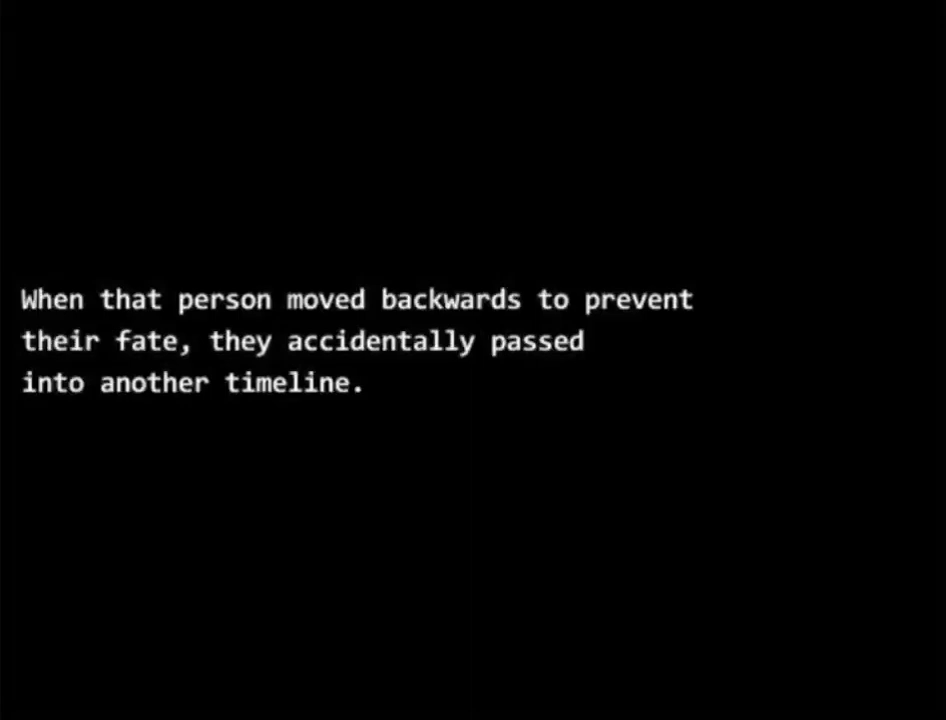 When that person moved backwards to prevent
their fate, they accidentally passed
into another timeline.